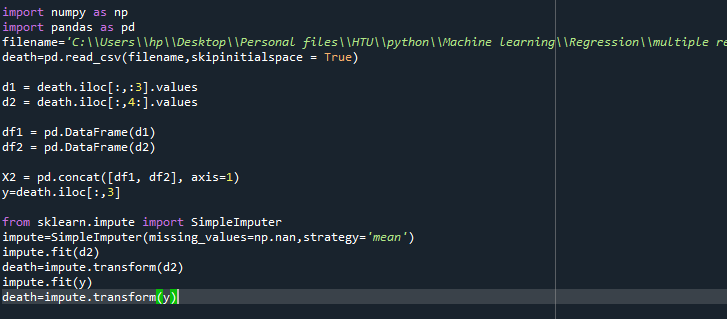 import numpy as np
import pandas as pd
filename='C:\\Users\\hp\\Desktop\\Personal files\\HTU\\python\\Machine learning\\Regression\\multiple re
death=pd.read_csv(filename,skipinitialspace = True)
d1 = death.iloc[:,:3].values
d2 = death.iloc[:,4:].values
df1 = pd.DataFrame(d1)
df2 = pd.DataFrame(d2)
X2 = pd.concat([df1, df2], axis=1)
y=death.iloc[:,3]
from sklearn.impute import SimpleImputer
impute=SimpleImputer(missing_values=np.nan,strategy='mean')
impute.fit(d2)
death=impute.transform(d2)
impute.fit(y)
death=impute.transform(y)